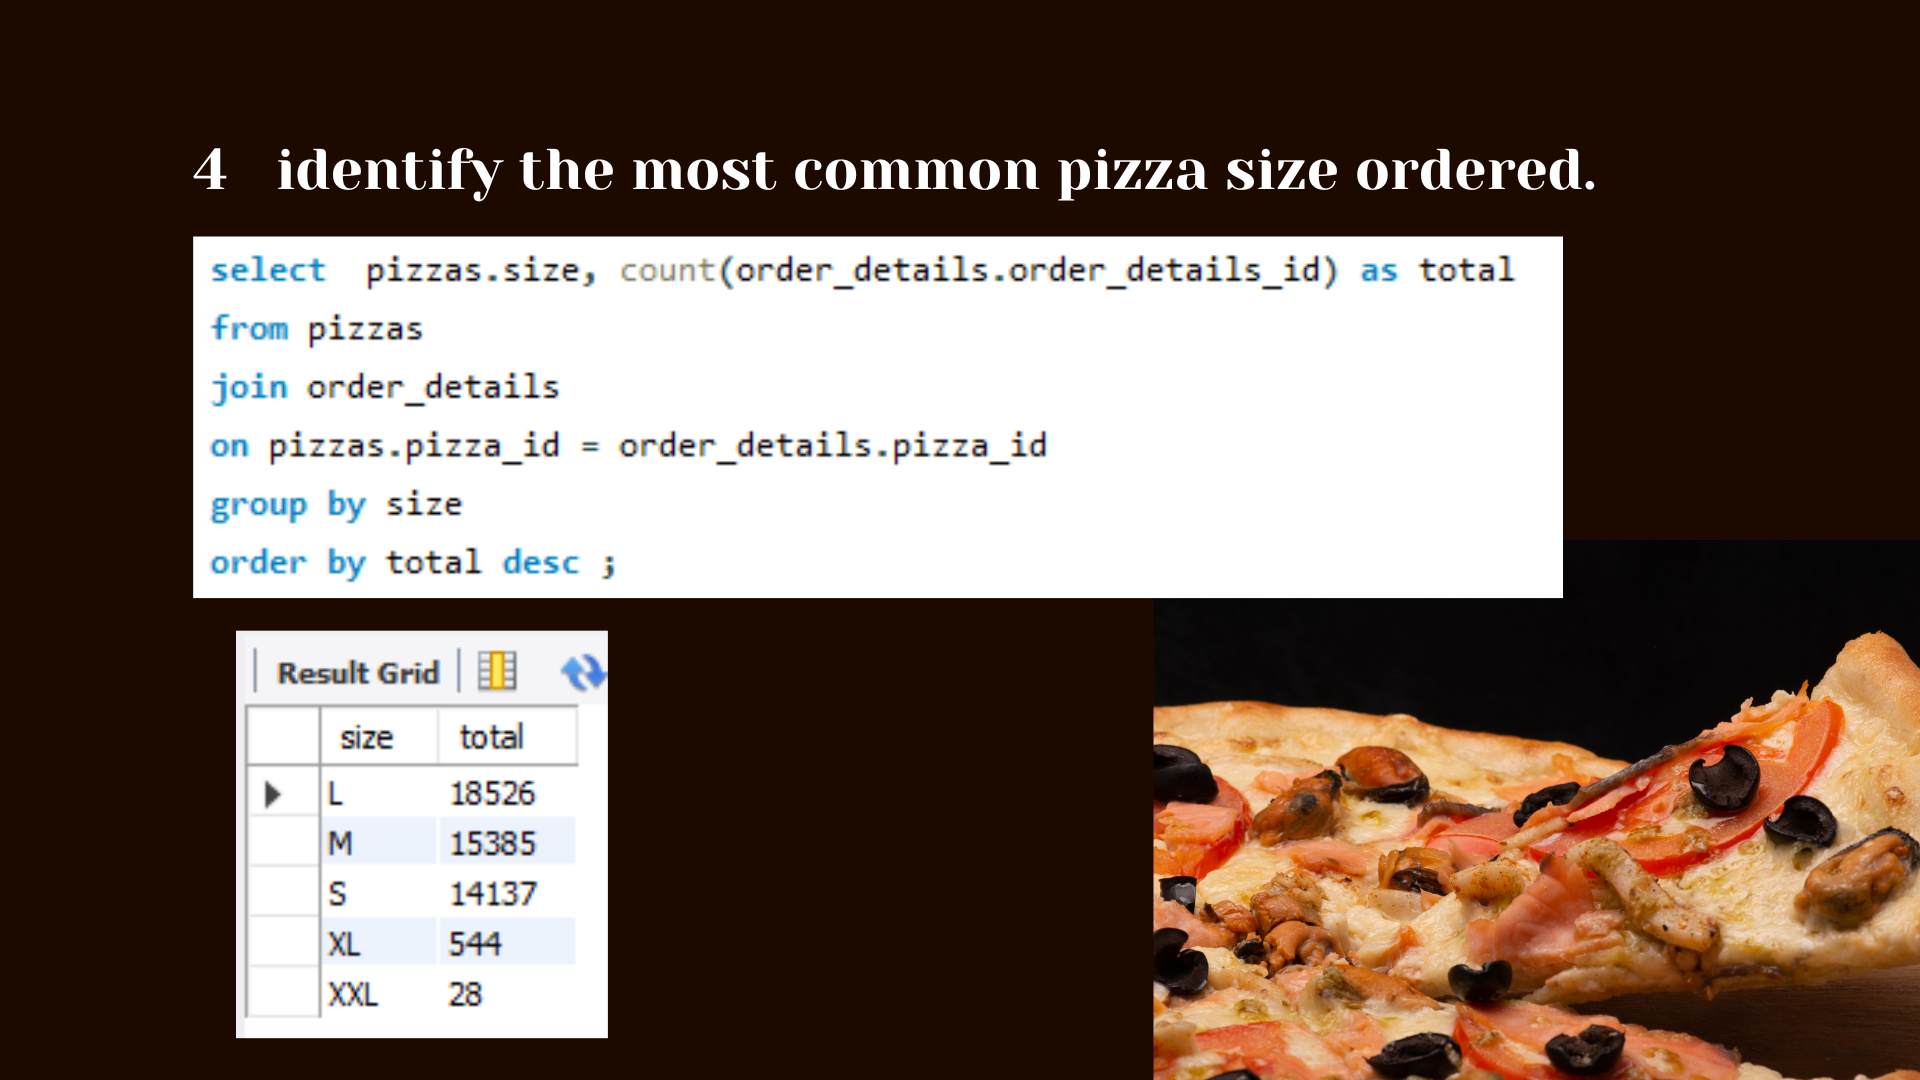 4 identify the most common pizza size ordered.
select  pizzas.size, count(order_details.order_details_id) as total
from pizzas
join order_details
on pizzas.pizza_id = order_details.pizza_id
group by size
order by total desc ;
Result Grid
size total
L 18526
M 15385
S 14137
XL 544
XXL 28